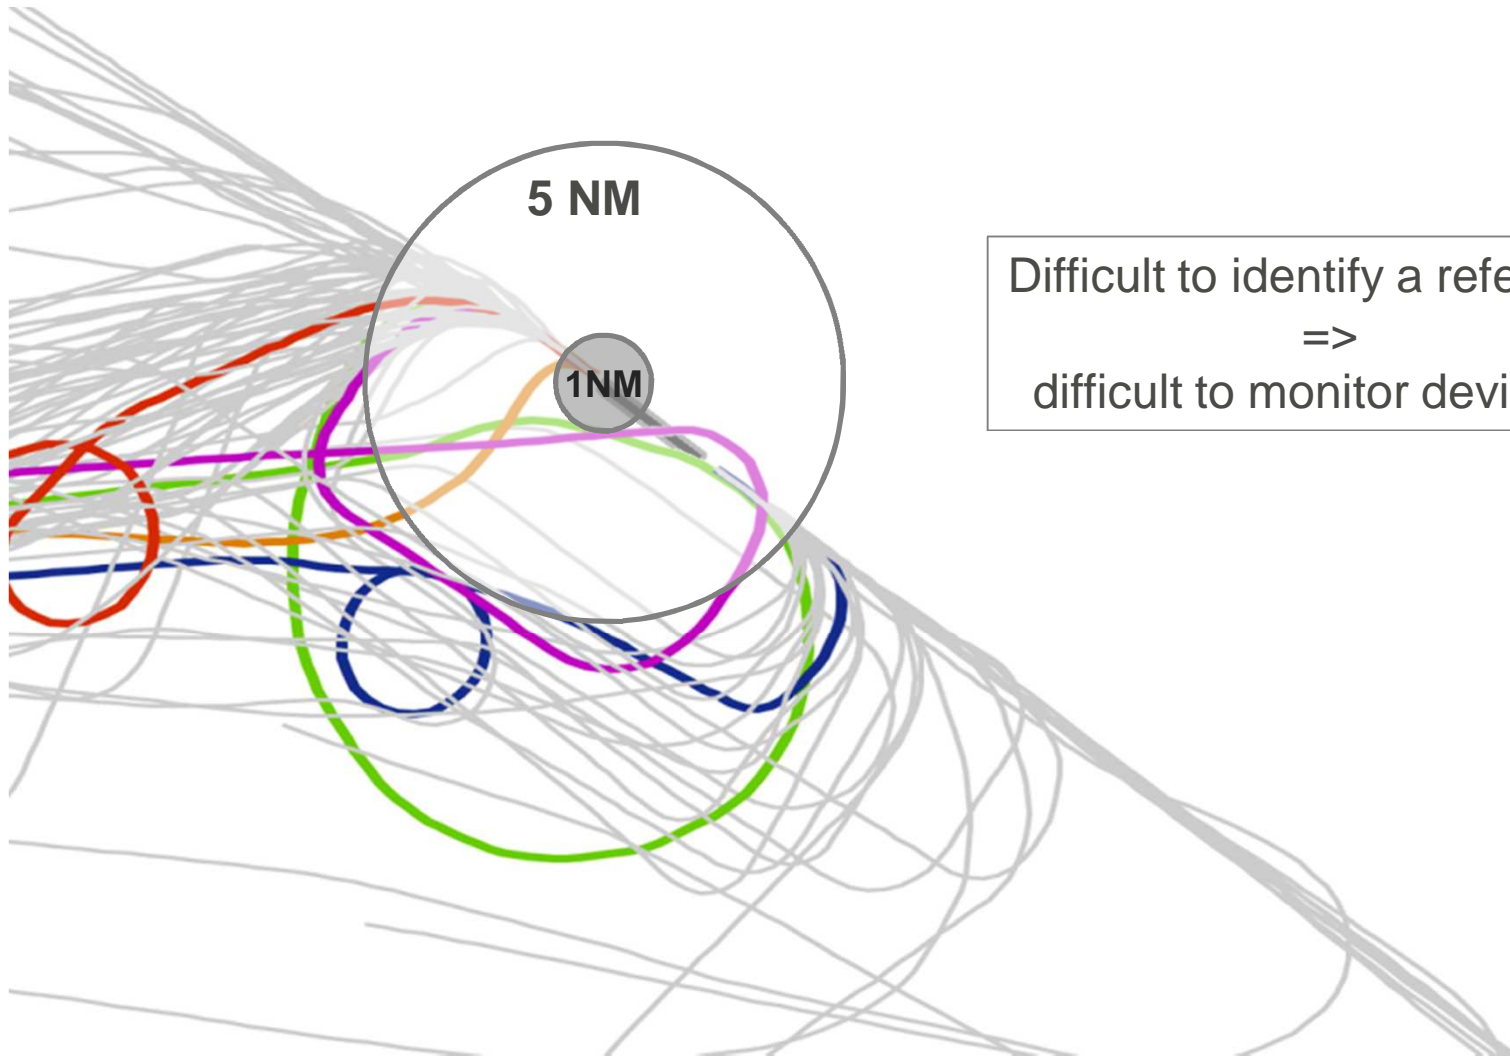 5 NM
1NM
Difficult to identify a refe
=>
difficult to monitor devi